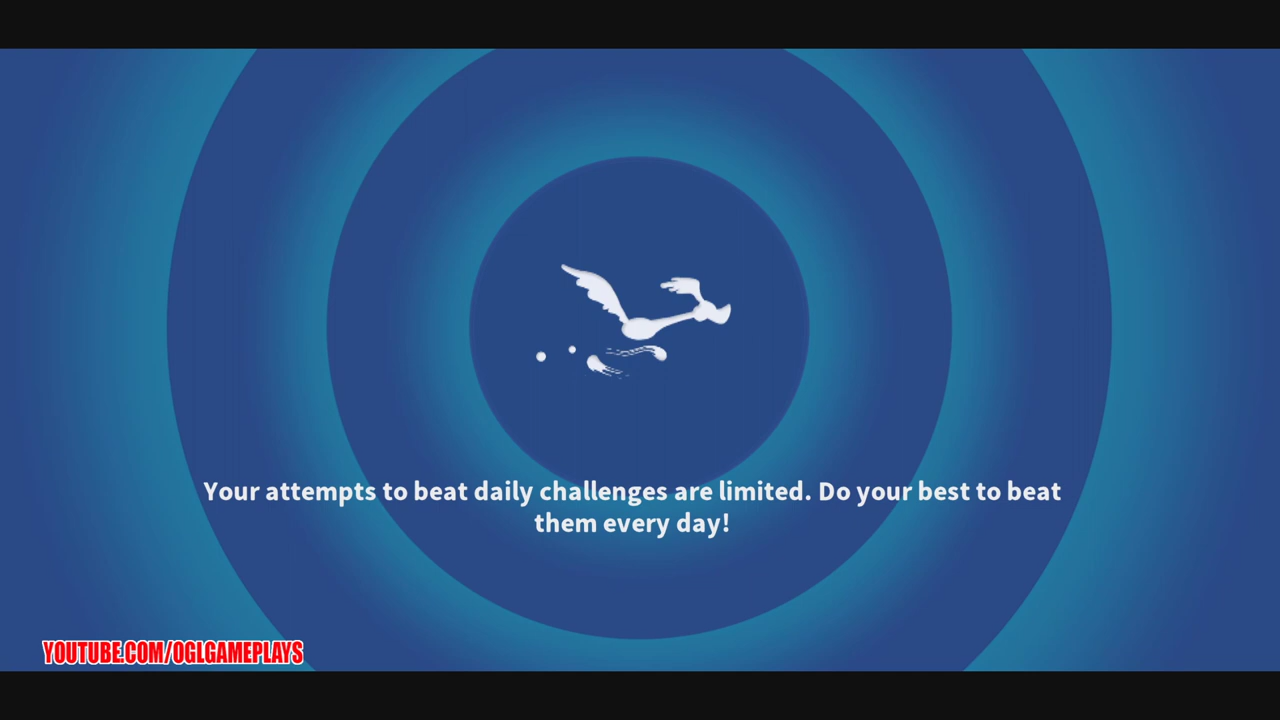 Your attempts to beat daily challenges are limited. Do your best to beat
them every day!
YOUTUBE.COM/OGLGAMEPLAYS